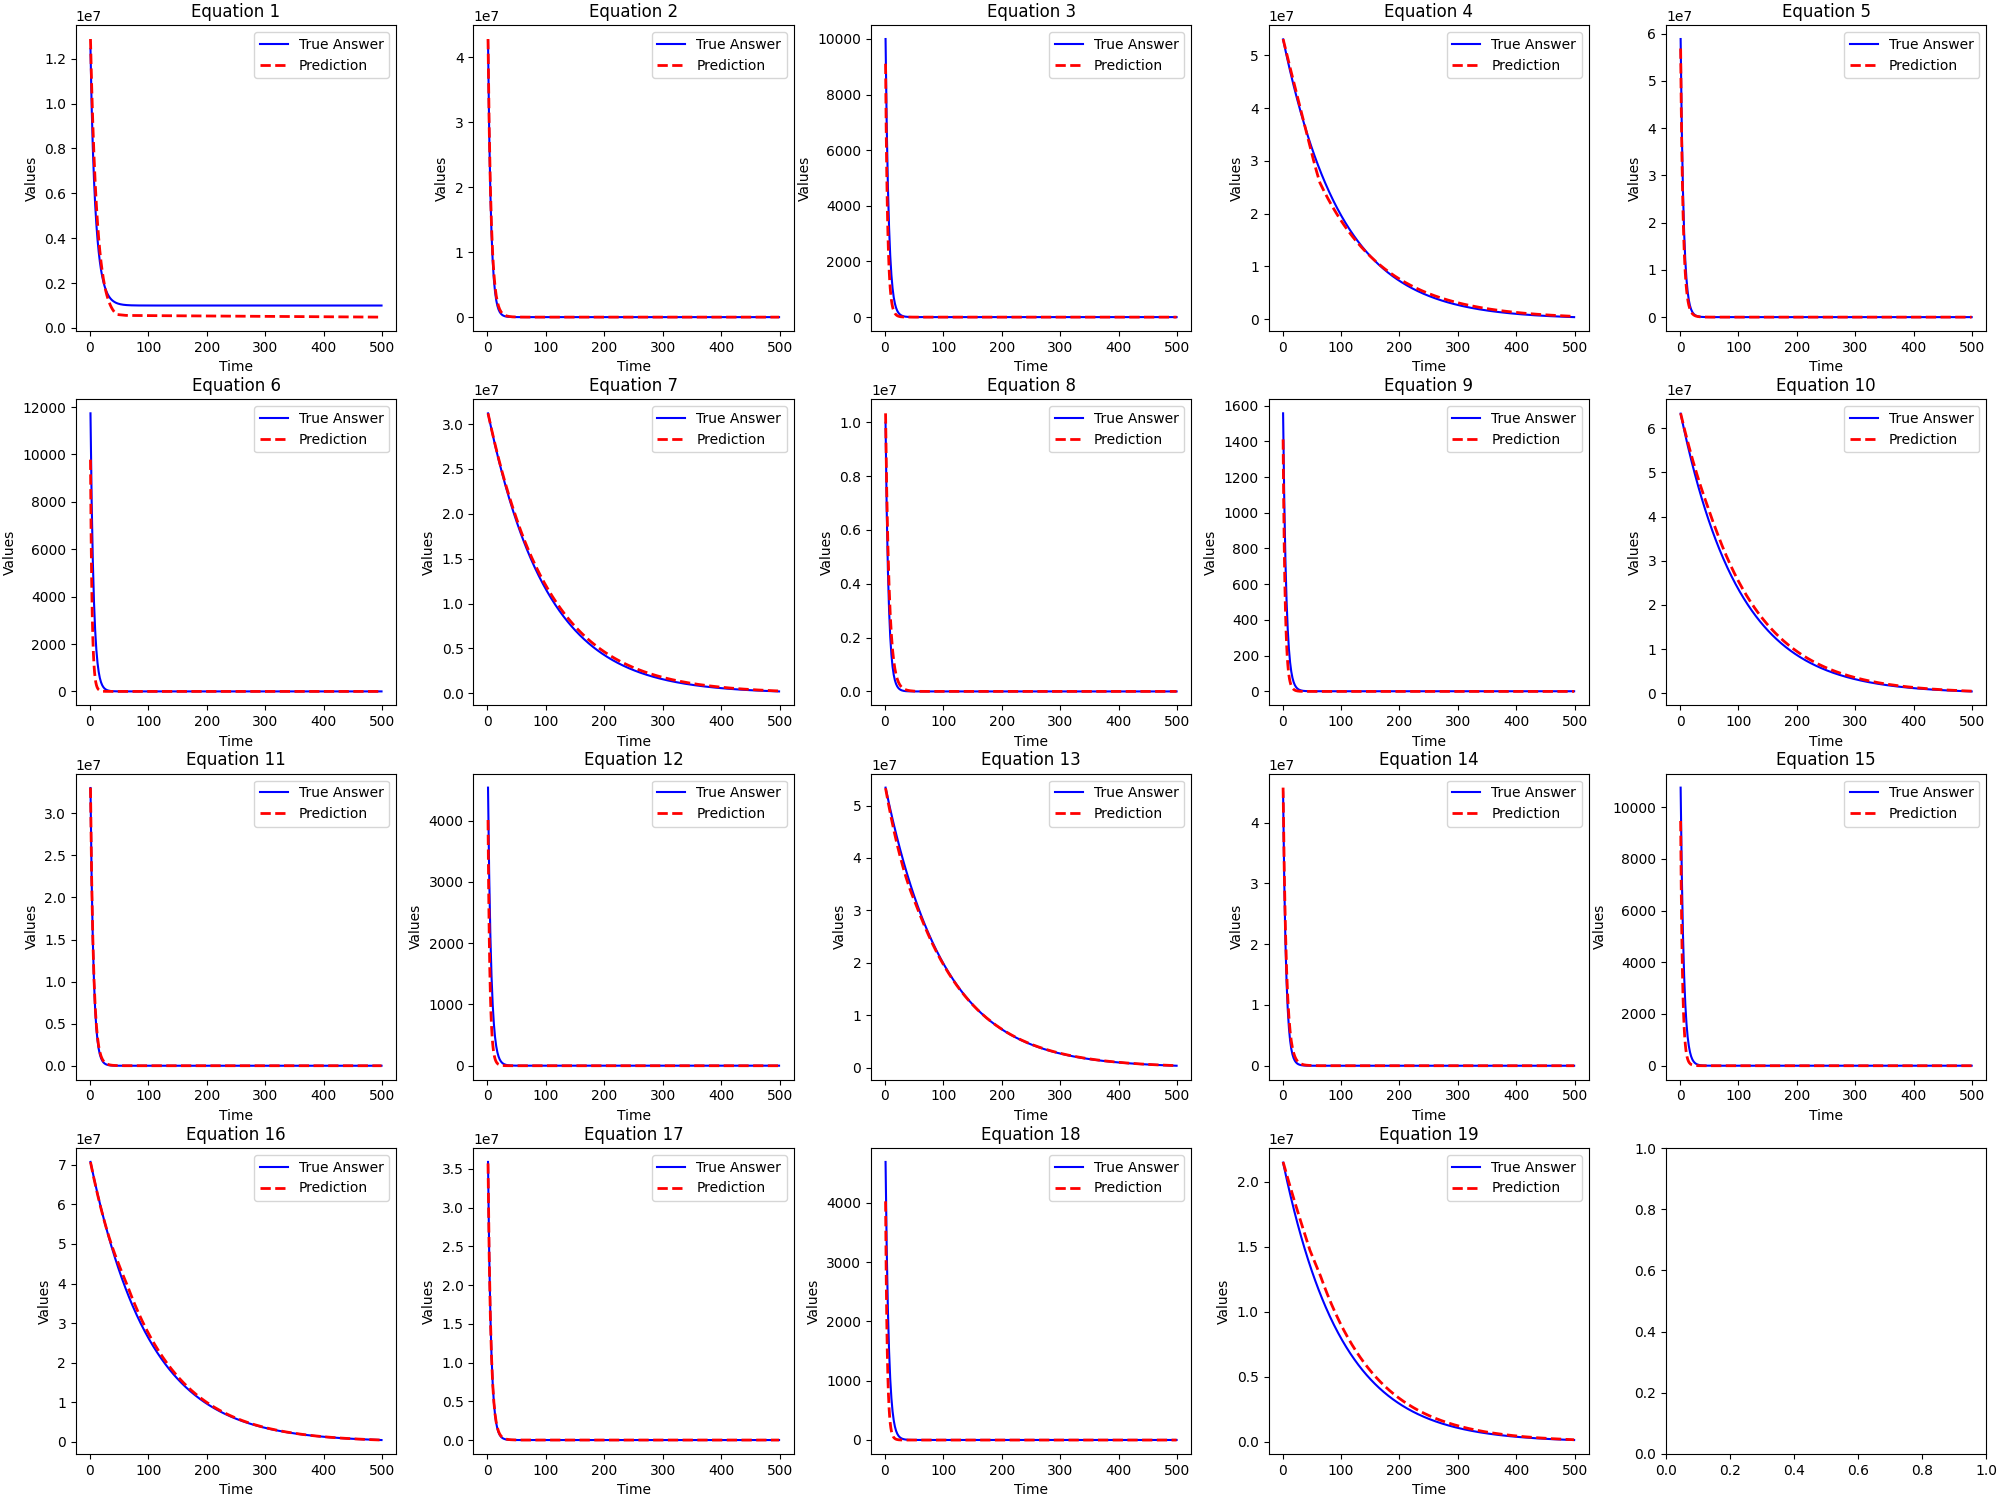 Equation 1
1e7
True Answer
Prediction
1.2
1.0
0.8
0.6
0.4
0.2
0.0
Values
0 100 200 300 400 500
Time
Equation 2
1e7
True Answer
Prediction
4
3
2
1
0
Values
0 100 200 300 400 500
Time
Equation 3
True Answer
Prediction
10000
8000
6000
4000
2000
0
Values
0 100 200 300 400 500
Time
Equation 4
1e7
True Answer
Prediction
5
4
3
2
1
0
Values
0 100 200 300 400 500
Time
Equation 5
1e7
True Answer
Prediction
6
5
4
3
2
1
0
Values
0 100 200 300 400 500
Time
Equation 6
True Answer
Prediction
12000
10000
8000
6000
4000
2000
0
Values
0 100 200 300 400 500
Time
Equation 7
1e7
True Answer
Prediction
3.0
2.5
2.0
1.5
1.0
0.5
0.0
Values
0 100 200 300 400 500
Time
Equation 8
1e7
True Answer
Prediction
1.0
0.8
0.6
0.4
0.2
0.0
Values
0 100 200 300 400 500
Time
Equation 9
True Answer
Prediction
1600
1400
1200
1000
800
600
400
200
0
Values
0 100 200 300 400 500
Time
Equation 10
1e7
True Answer
Prediction
6
5
4
3
2
1
0
Values
0 100 200 300 400 500
Time
Equation 11
1e7
True Answer
Prediction
3.0
2.5
2.0
1.5
1.0
0.5
0.0
Values
0 100 200 300 400 500
Time
Equation 12
True Answer
Prediction
4000
3000
2000
1000
0
Values
0 100 200 300 400 500
Time
Equation 13
1e7
True Answer
Prediction
5
4
3
2
1
0
Values
0 100 200 300 400 500
Time
Equation 14
1e7
True Answer
Prediction
4
3
2
1
0
Values
0 100 200 300 400 500
Time
Equation 15
True Answer
Prediction
10000
8000
6000
4000
2000
0
Values
0 100 200 300 400 500
Time
Equation 16
1e7
True Answer
Prediction
7
6
5
4
3
2
1
0
Values
0 100 200 300 400 500
Time
Equation 17
1e7
True Answer
Prediction
3.5
3.0
2.5
2.0
1.5
1.0
0.5
0.0
Values
0 100 200 300 400 500
Time
Equation 18
True Answer
Prediction
4000
3000
2000
1000
0
Values
0 100 200 300 400 500
Time
Equation 19
1e7
True Answer
Prediction
2.0
1.5
1.0
0.5
0.0
Values
0 100 200 300 400 500
Time
1.0
0.8
0.6
0.4
0.2
0.0
0.0 0.2 0.4 0.6 0.8 1.0